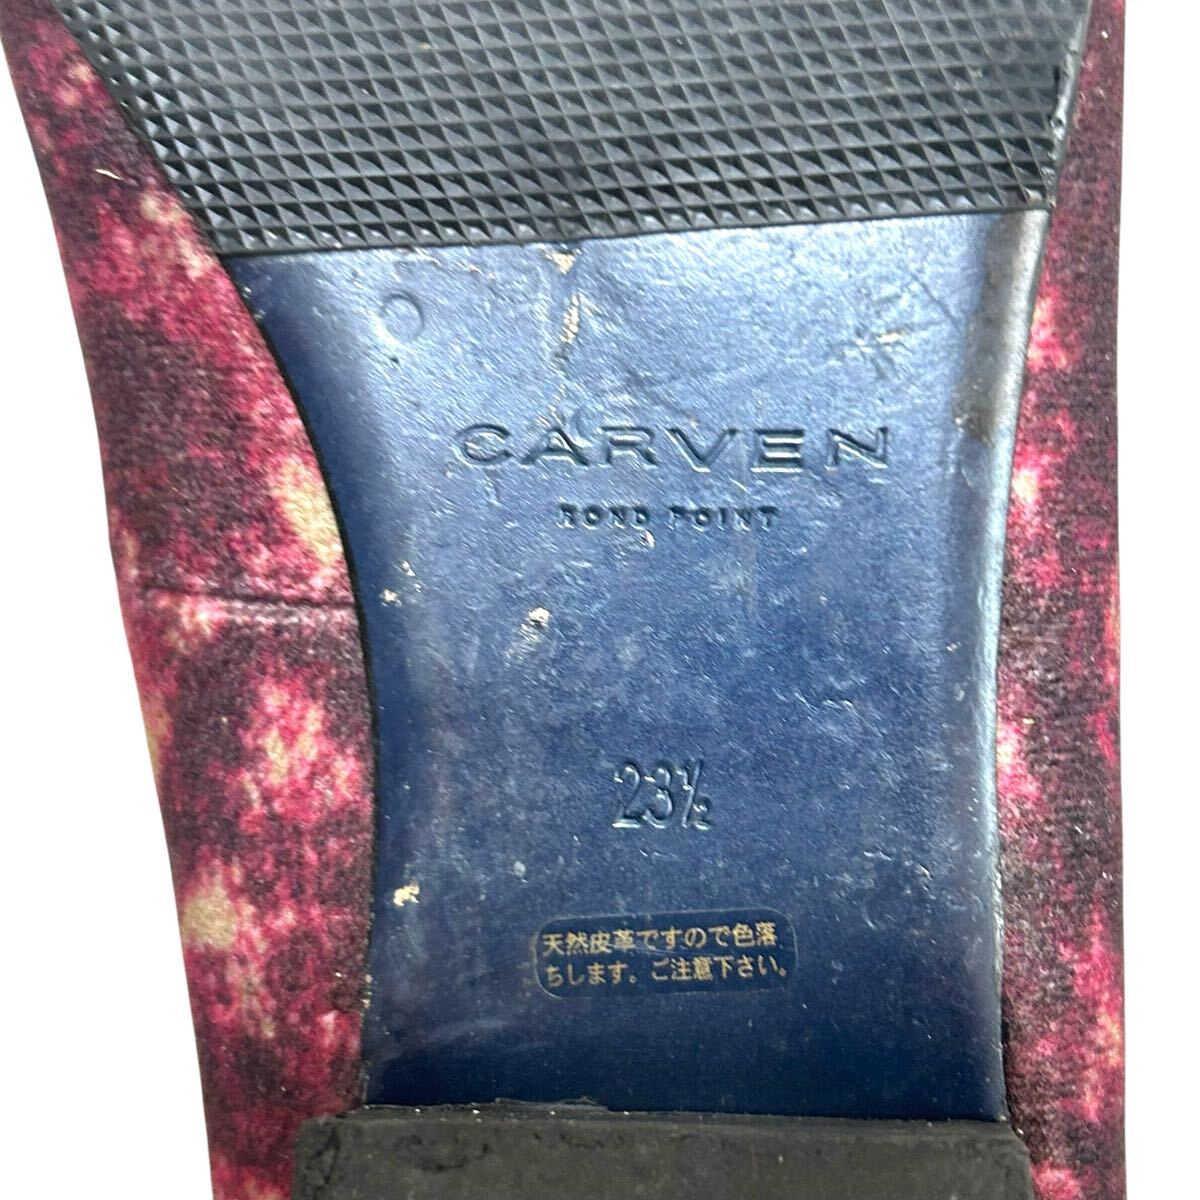 CARVEN
ROND POINT
23½
天然皮革ですので色落
ちします。ご注意下さい。